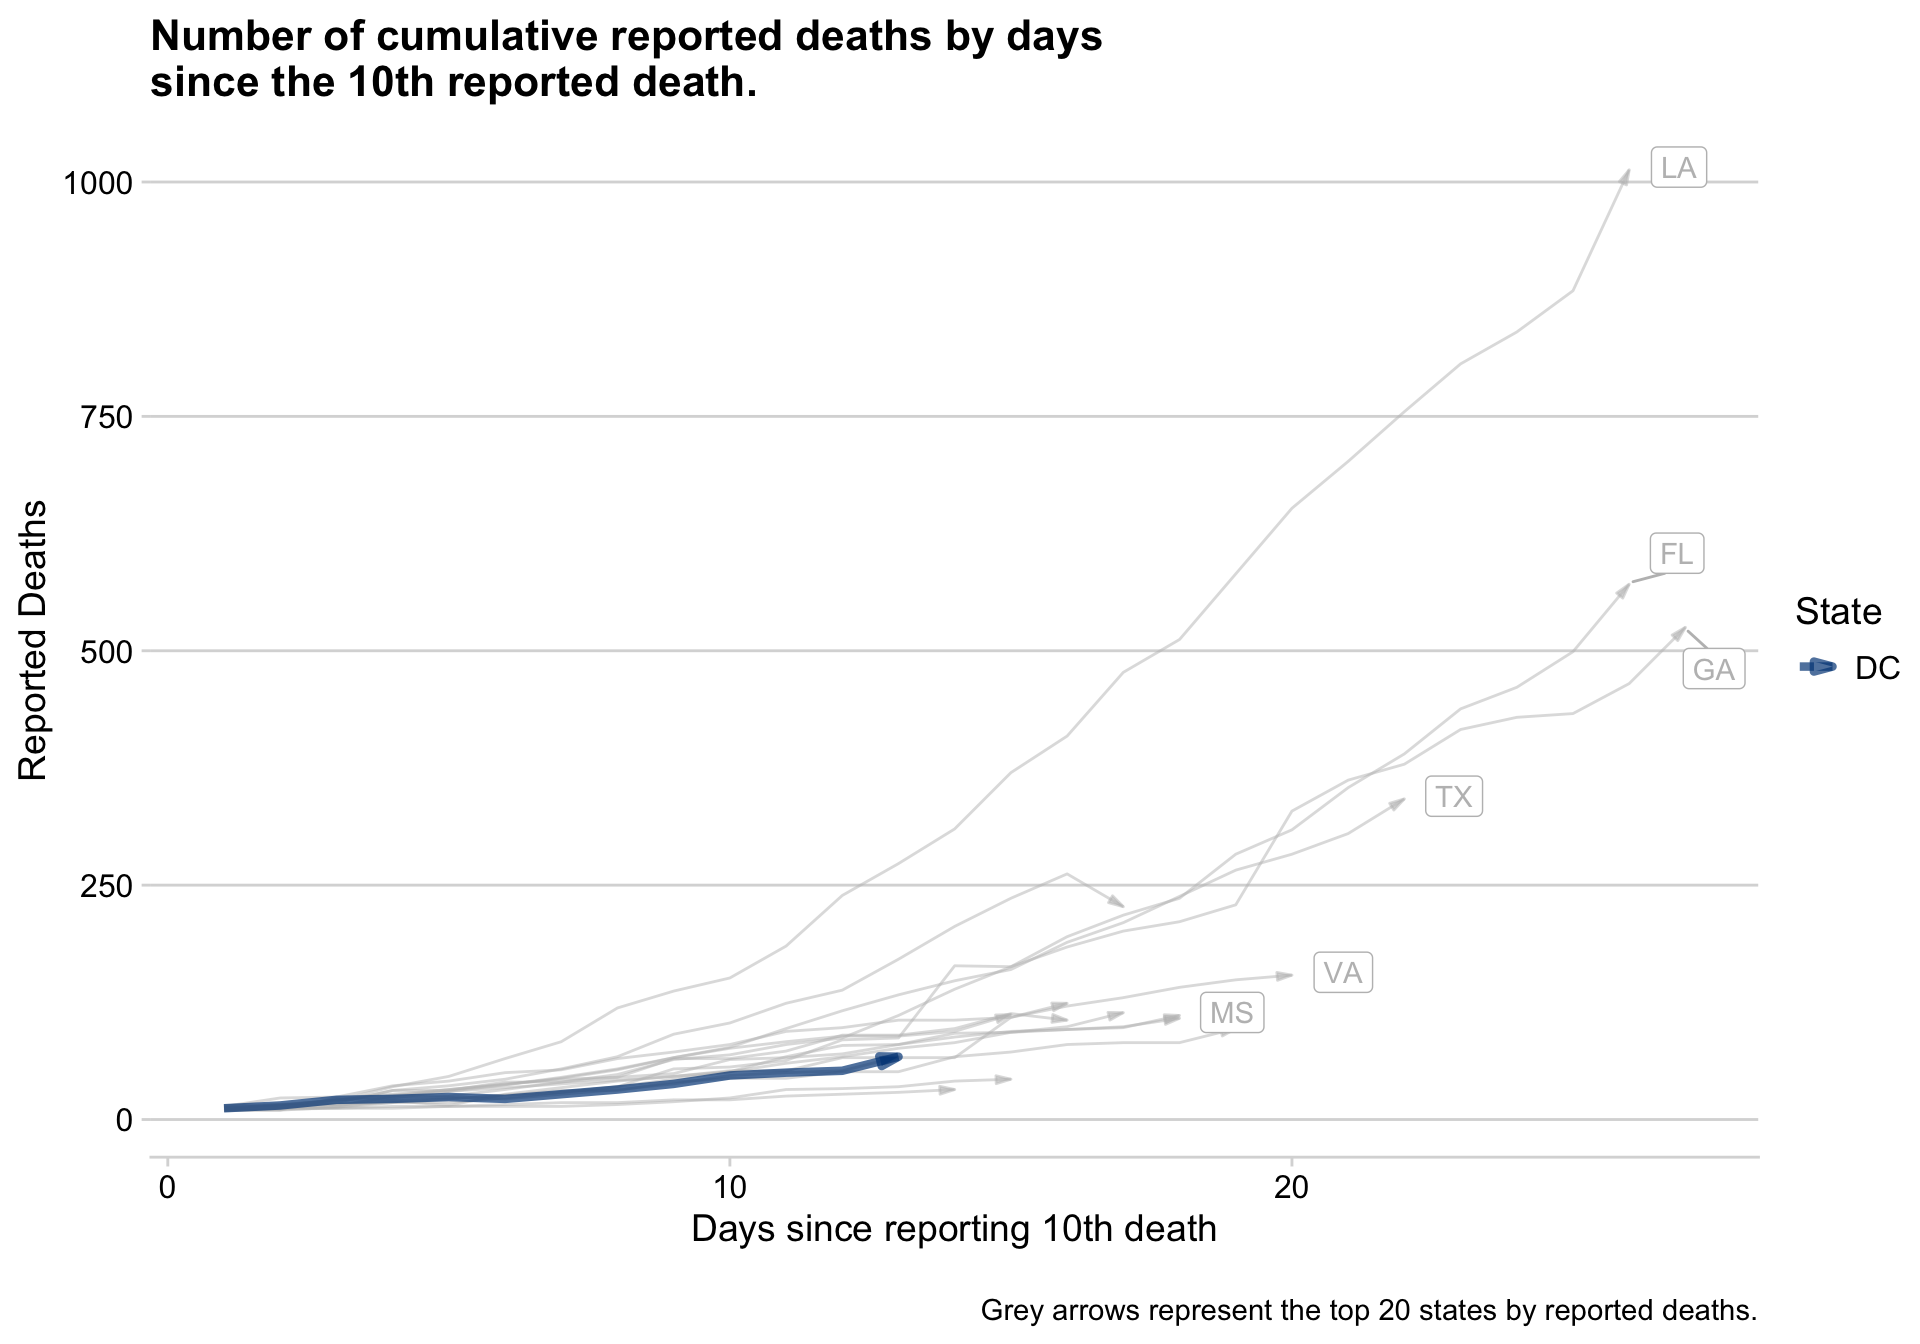 Number of cumulative reported deaths by days
since the 10th reported death.
1000
750
500
250
0
Reported Deaths
LA
FL
GA
TX
VA
MS
State
DC
0
10
20
Days since reporting 10th death
Grey arrows represent the top 20 states by reported deaths.